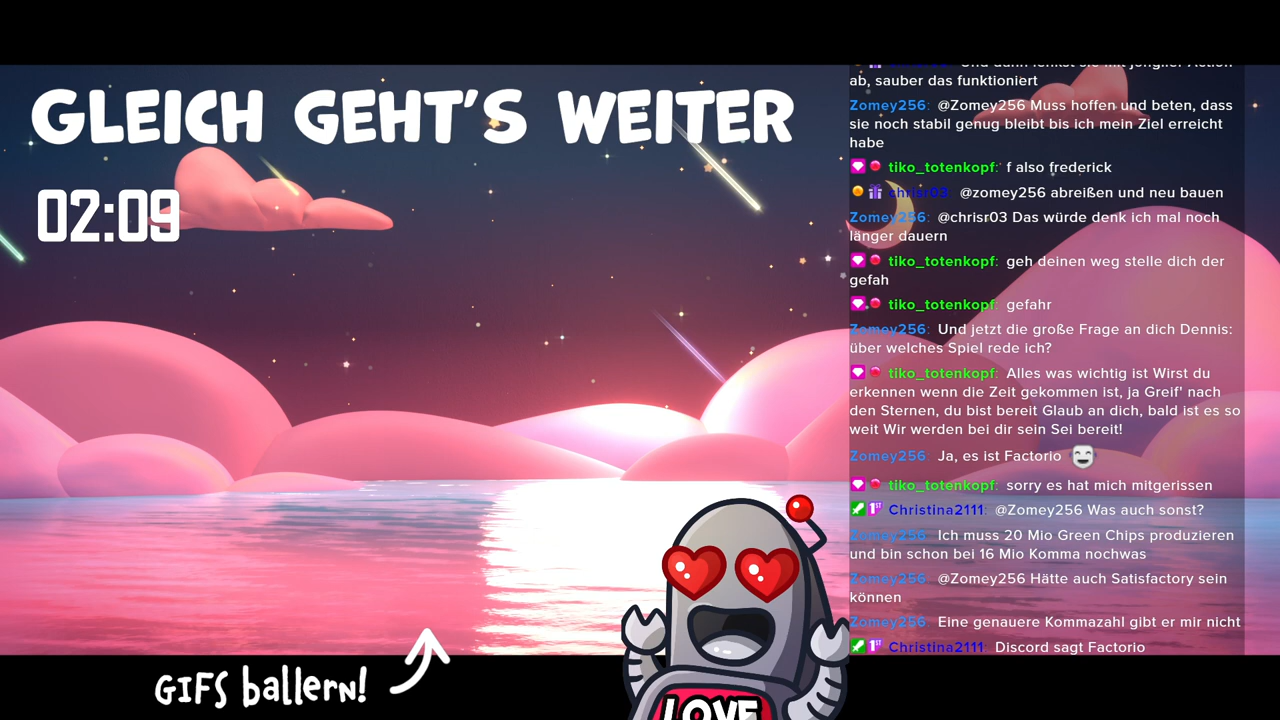 GLEICH GEHT'S WEITER
02:09
ab, sauber das funktioniert
Zomey256: @Zomey256 Muss hoffen und beten, dass
sie noch stabil genug bleibt bis ich mein Ziel erreicht
habe
tiko_totenkopf: f also frederick
chrisr03: @zomey256 abreißen und neu bauen
Zomey256: @chrisr03 Das würde denk ich mal noch
länger dauern
tiko_totenkopf: geh deinen weg stelle dich der
gefah
tiko_totenkopf: gefahr
Zomey256: Und jetzt die große Frage an dich Dennis:
über welches Spiel rede ich?
tiko_totenkopf: Alles was wichtig ist Wirst du
erkennen wenn die Zeit gekommen ist, ja Greif' nach
den Sternen, du bist bereit Glaub an dich, bald ist es so
weit Wir werden bei dir sein Sei bereit!
Zomey256: Ja, es ist Factorio
tiko_totenkopf: sorry es hat mich mitgerissen
Christina2111: @Zomey256 Was auch sonst?
Zomey256: Ich muss 20 Mio Green Chips produzieren
und bin schon bei 16 Mio Komma nochwas
Zomey256: @Zomey256 Hätte auch Satisfactory sein
können
Zomey256: Eine genauere Kommazahl gibt er mir nicht
Christina2111: Discord sagt Factorio
GIFS ballern!
LOVE